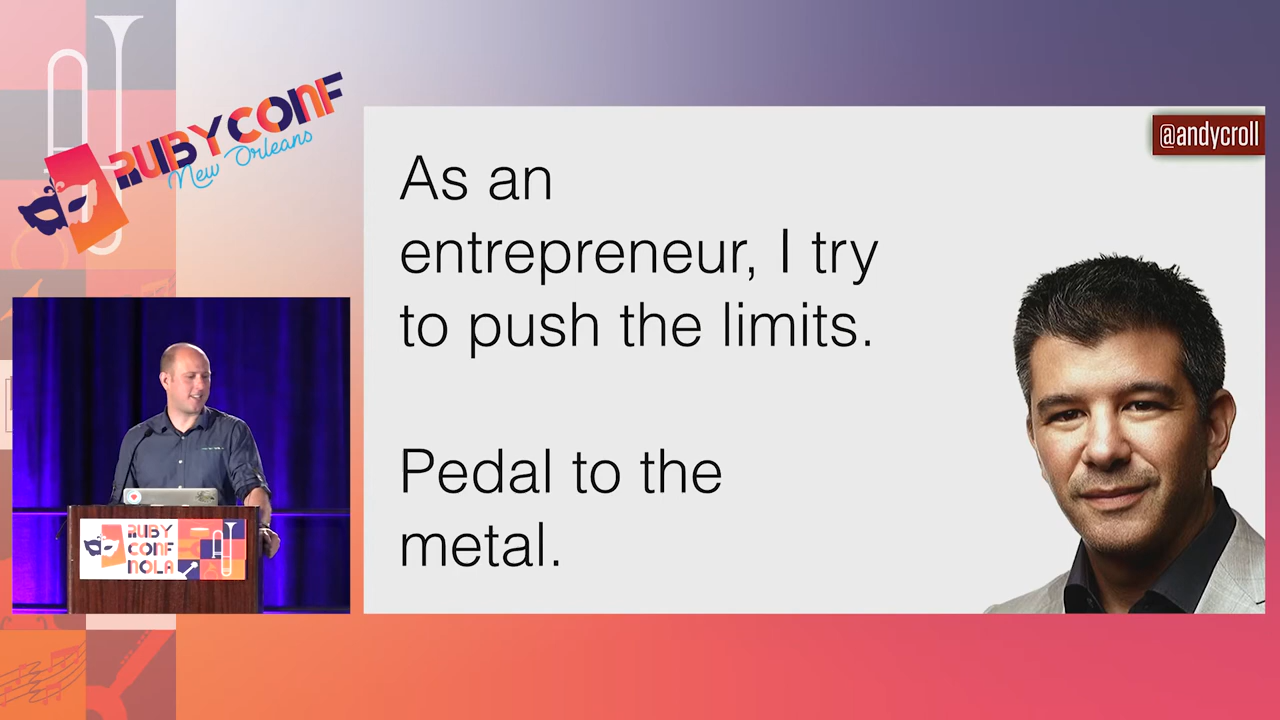 RUBYCONF
New Orleans
@andycroll
As an
entrepreneur, I try
to push the limits.
Pedal to the
metal.
RUBY
CONF
NOLA